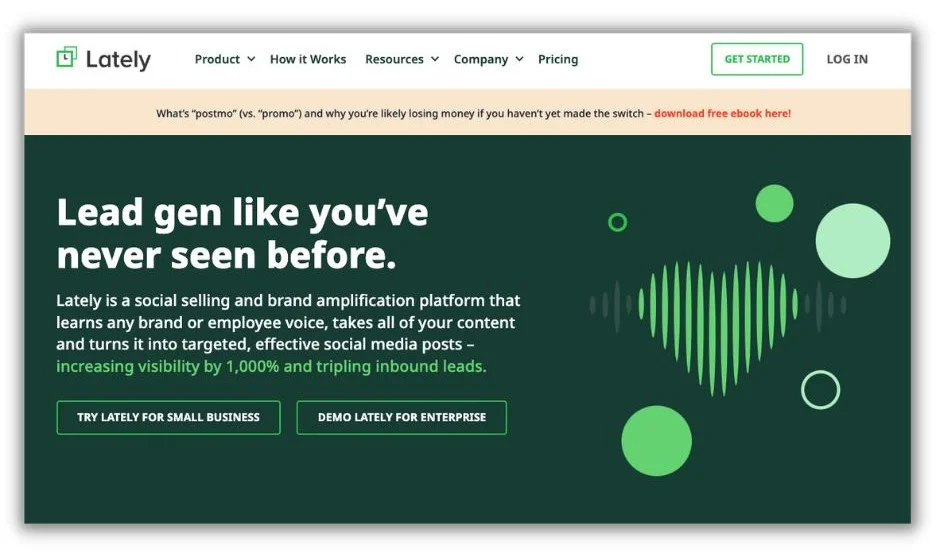 Lately
Product
How it Works
Resources
Company
Pricing
GET STARTED
LOG IN
What's “postmo” (vs. “promo”) and why you're likely losing money if you haven't yet made the switch – download free ebook here!
Lead gen like you've
never seen before.
Lately is a social selling and brand amplification platform that
learns any brand or employee voice, takes all of your content
and turns it into targeted, effective social media posts –
increasing visibility by 1,000% and tripling inbound leads.
TRY LATELY FOR SMALL BUSINESS
DEMO LATELY FOR ENTERPRISE